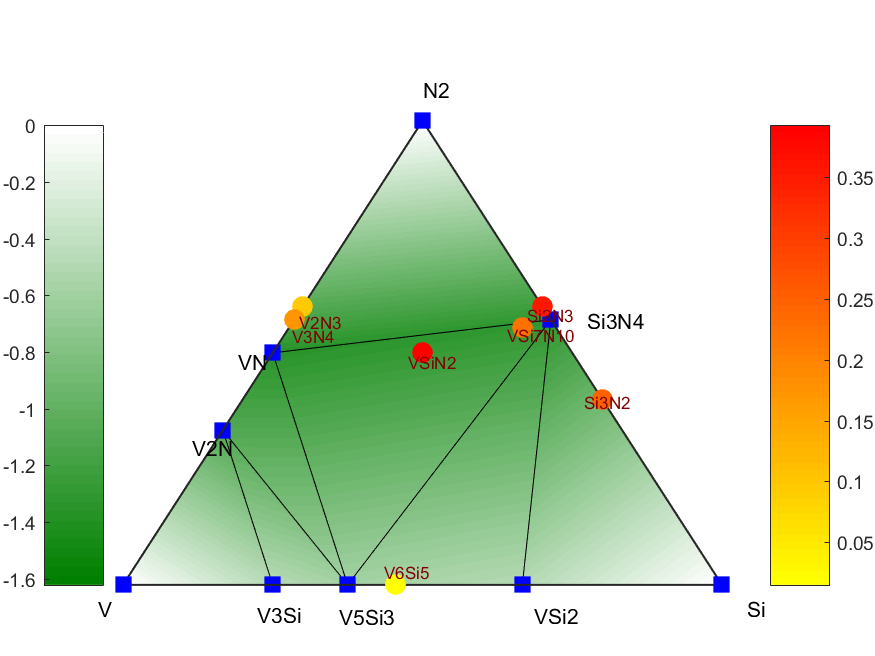 N2
0
-0.2
-0.4
-0.6
-0.8
-1
-1.2
-1.4
-1.6
0.35
0.3
0.25
0.2
0.15
0.1
0.05
Si2N3
Si3N4
V2N3
V3N4
VSi7N10
VN
VSiN2
Si3N2
V2N
V6Si5
V
V3Si
V5Si3
VSi2
Si